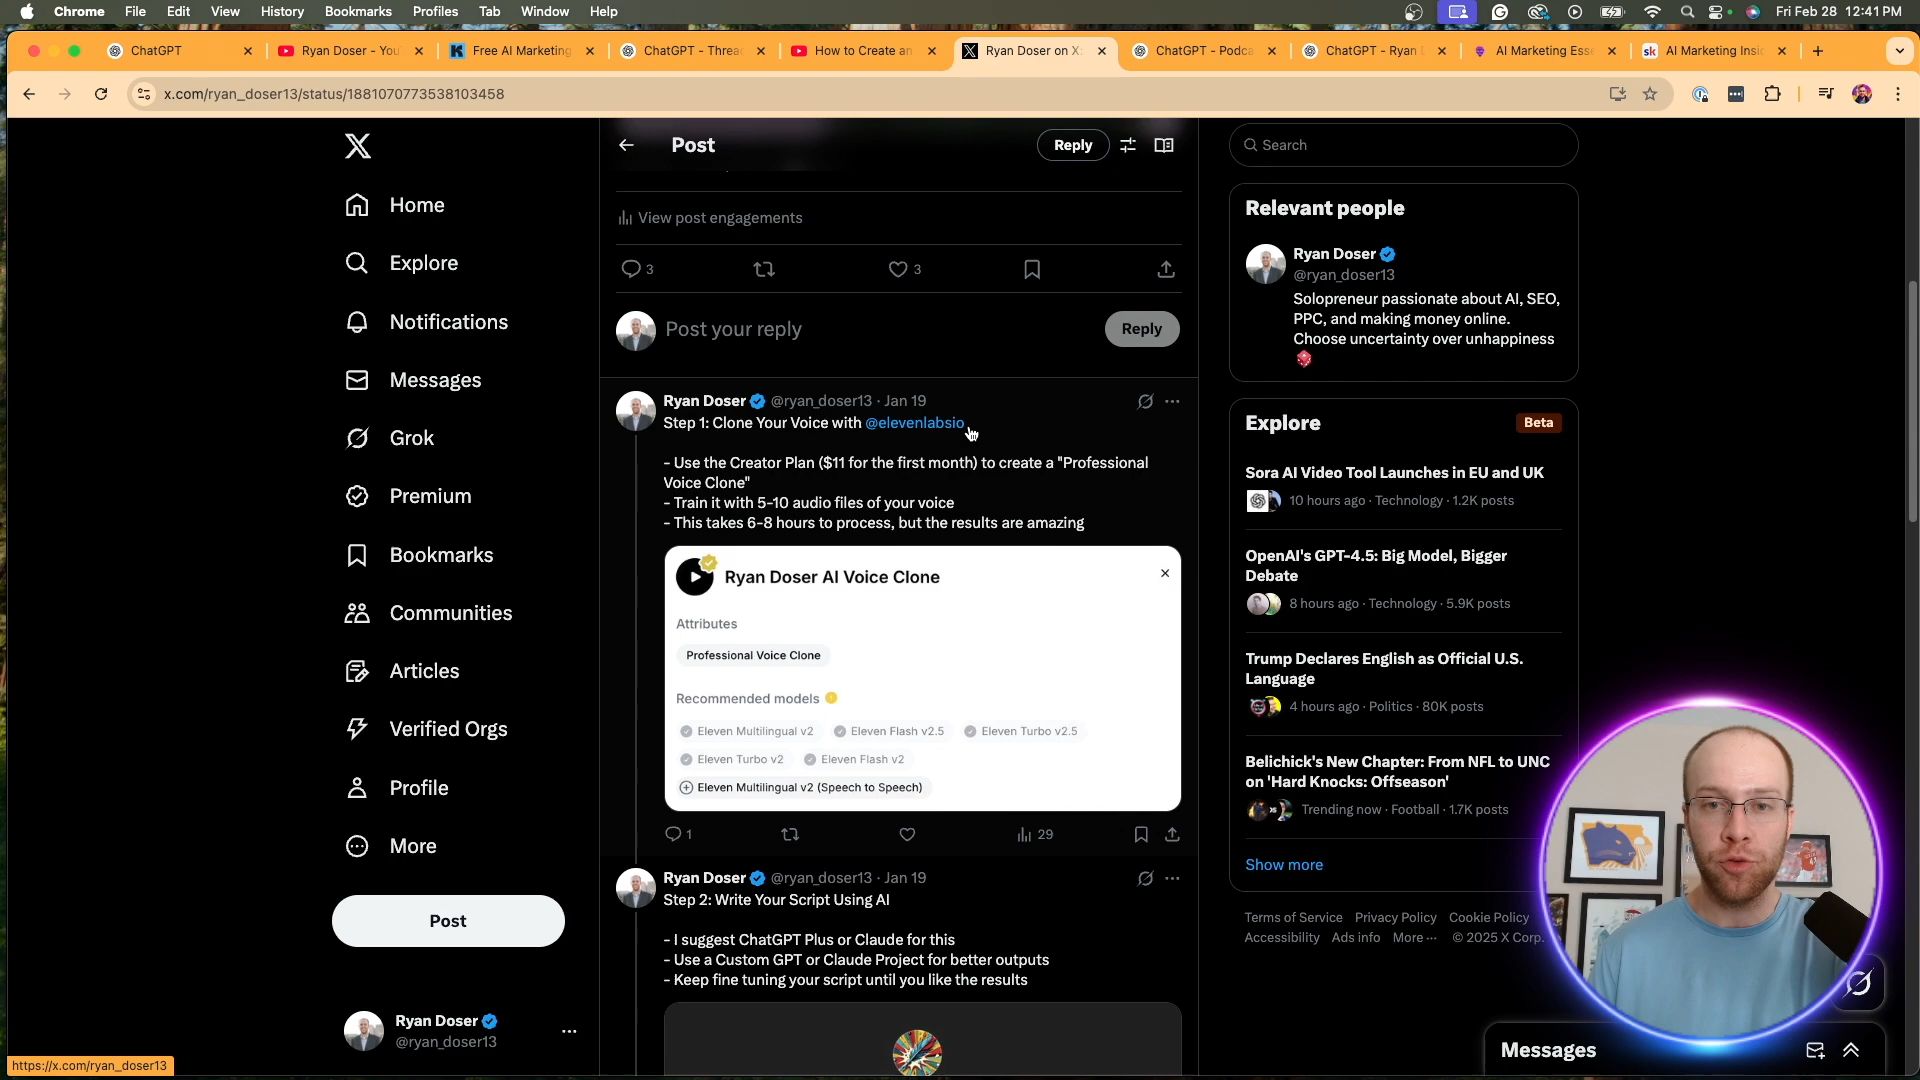 Chrome File Edit View History Bookmarks Profiles Tab Window Help
Fri Feb 28 12:41 PM
ChatGPT
Ryan Doser - You
Free AI Marketing
ChatGPT - Threa
How to Create an
Ryan Doser on X
ChatGPT - Podca
ChatGPT - Ryan
AI Marketing Esse
sk AI Marketing Insid
x.com/ryan_doser13/status/1881070773538103458
Home
Explore
Notifications
Messages
Grok
Premium
Bookmarks
Communities
Articles
Verified Orgs
Profile
More
Post
Ryan Doser
@ryan_doser13
https://x.com/ryan_doser13
Post
Reply
View post engagements
3
3
Post your reply
Reply
Ryan Doser @ryan_doser13 · Jan 19
Step 1: Clone Your Voice with @elevenlabsio
- Use the Creator Plan ($11 for the first month) to create a "Professional
Voice Clone"
- Train it with 5-10 audio files of your voice
- This takes 6-8 hours to process, but the results are amazing
Ryan Doser AI Voice Clone
Attributes
Professional Voice Clone
Recommended models
Eleven Multilingual v2 Eleven Flash v2.5 Eleven Turbo v2.5
Eleven Turbo v2 Eleven Flash v2
Eleven Multilingual v2 (Speech to Speech)
1
29
Ryan Doser @ryan_doser13 · Jan 19
Step 2: Write Your Script Using AI
- I suggest ChatGPT Plus or Claude for this
- Use a Custom GPT or Claude Project for better outputs
- Keep fine tuning your script until you like the results
Search
Relevant people
Ryan Doser
@ryan_doser13
Solopreneur passionate about AI, SEO,
PPC, and making money online.
Choose uncertainty over unhappiness
Explore
Beta
Sora AI Video Tool Launches in EU and UK
10 hours ago · Technology · 1.2K posts
OpenAI's GPT-4.5: Big Model, Bigger
Debate
8 hours ago · Technology · 5.9K posts
Trump Declares English as Official U.S.
Language
4 hours ago · Politics · 80K posts
Belichick's New Chapter: From NFL to UNC
on 'Hard Knocks: Offseason'
Trending now · Football · 1.7K posts
Show more
Terms of Service Privacy Policy Cookie Policy
Accessibility Ads info More ··· © 2025 X Corp.
Messages